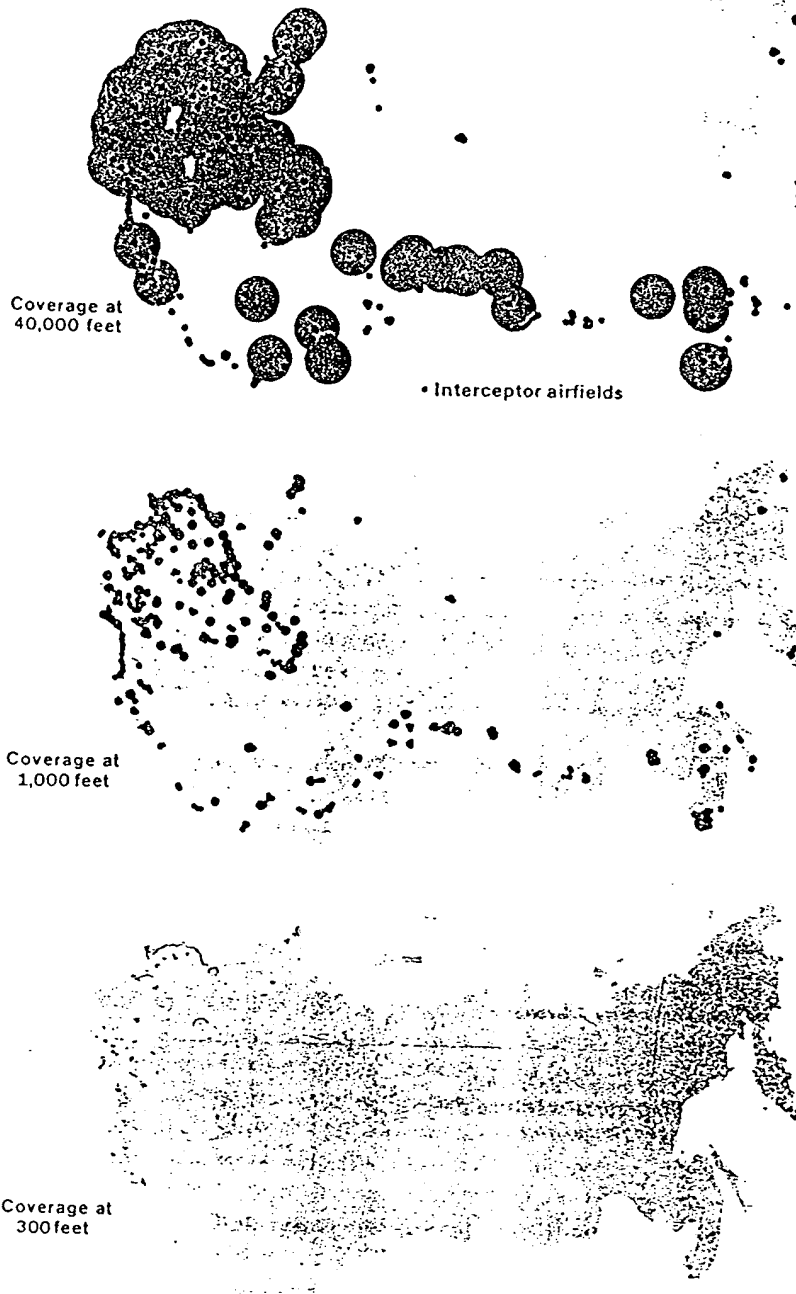 Coverage at
40,000 feet
• Interceptor airfields
Coverage at
1,000 feet
Coverage at
300 feet